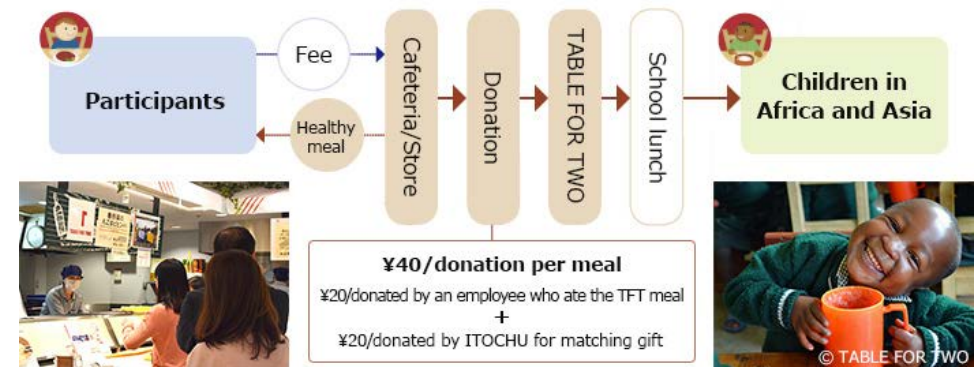 Participants
Fee
Healthy
meal
Cafeteria/Store
Donation
TABLE FOR TWO
School lunch
Children in
Africa and Asia
¥40/donation per meal
¥20/donated by an employee who ate the TFT meal
+
¥20/donated by ITOCHU for matching gift
© TABLE FOR TWO